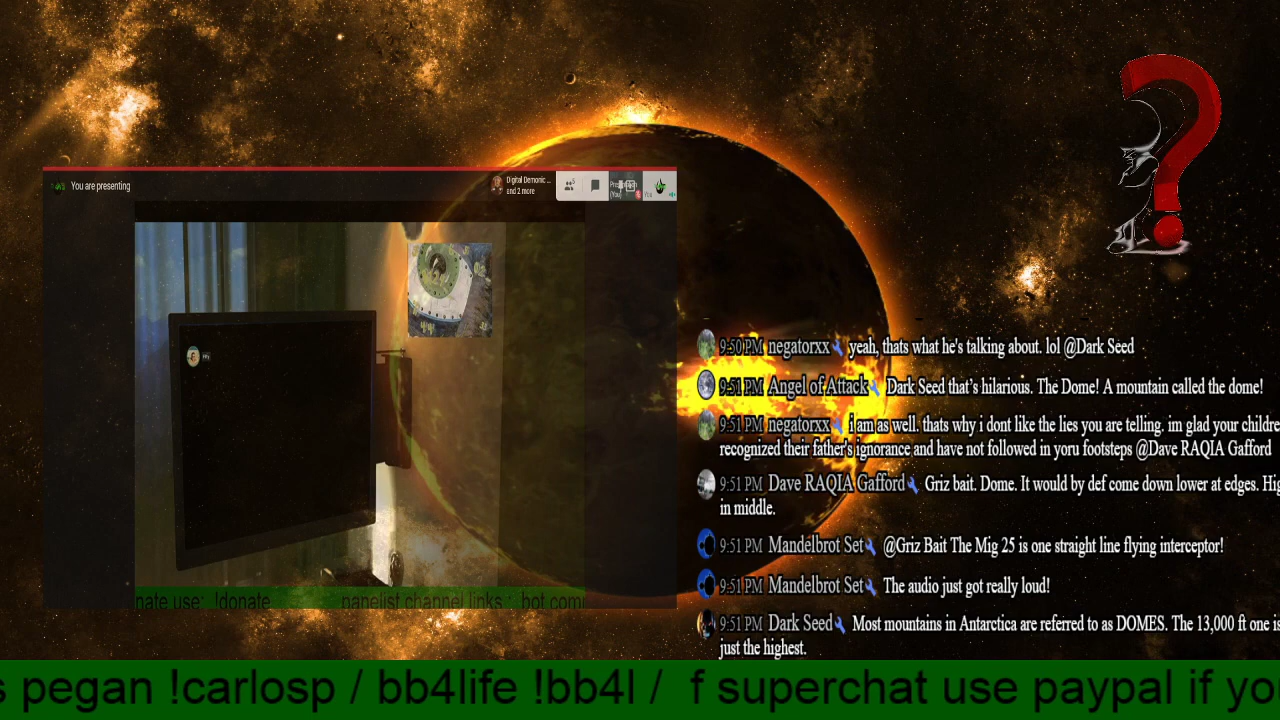 You are presenting
Digital Demonic ...
and 2 more
5
(You)
You
9:50 PM negatorxx yeah, thats what he's talking about. lol @Dark Seed
9:51 PM Angel of Attack Dark Seed that's hilarious. The Dome! A mountain called the dome!
9:51 PM negatorxx i am as well. thats why i dont like the lies you are telling. im glad your childre
recognized their father's ignorance and have not followed in yoru footsteps @Dave RAQIA Gafford
9:51 PM Dave RAQIA Gafford Griz bait. Dome. It would by def come down lower at edges. Hig
in middle.
9:51 PM Mandelbrot Set @Griz Bait The Mig 25 is one straight line flying interceptor!
9:51 PM Mandelbrot Set The audio just got really loud!
9:51 PM Dark Seed Most mountains in Antarctica are referred to as DOMES. The 13,000 ft one is
just the highest.
nate use: !donate panelist channel links : bot com
s pegan !carlosp / bb4life !bb4l / f superchat use paypal if yo